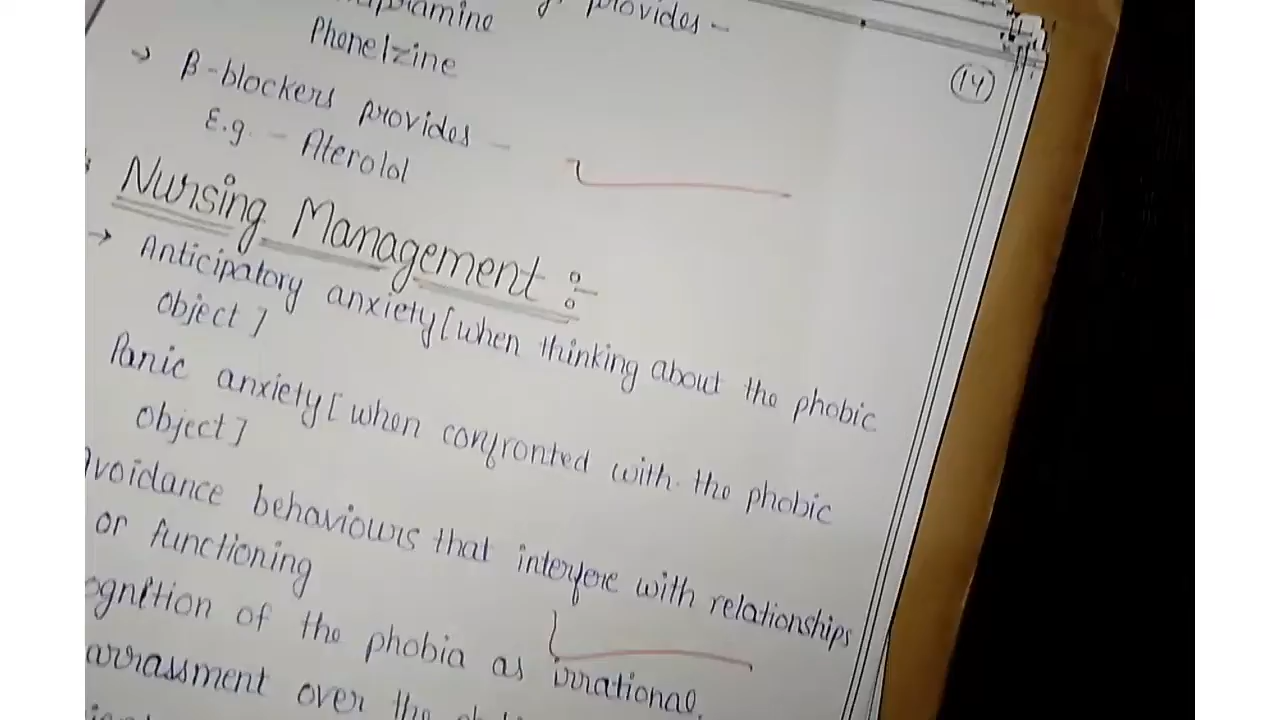 provides –
Phenelzine
(14)
→ β-blockers provides –
E.g. – Aterolol
Nursing Management :-
→ Anticipatory anxiety [when thinking about the phobic
object]
Panic anxiety [when confronted with the phobic
object]
Avoidance behaviours that interfere with relationships
or functioning
ognition of the phobia as irrational.
arrassment over the